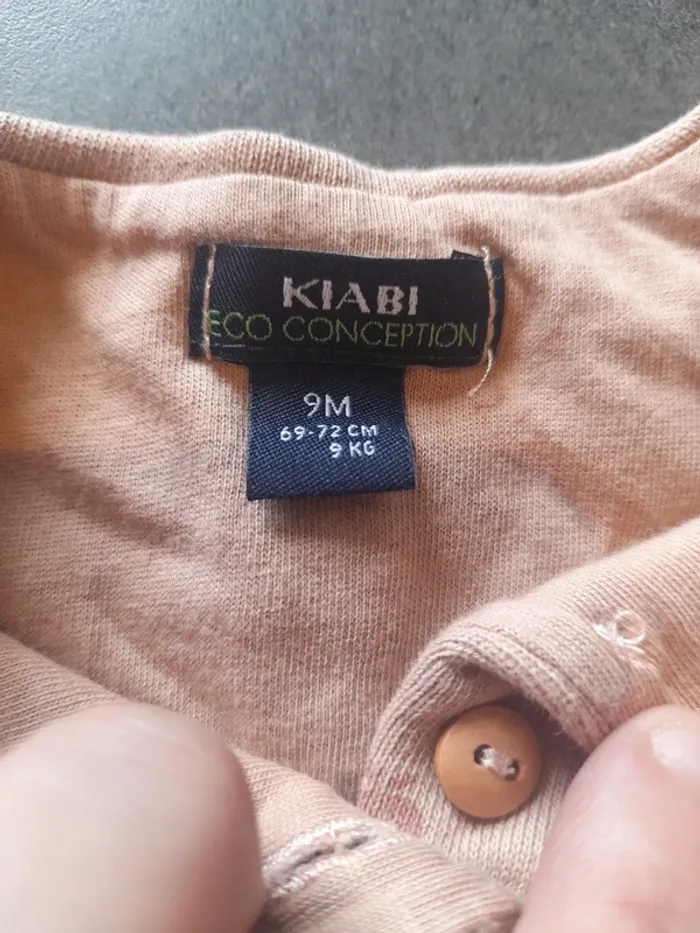 KIABI
ECO CONCEPTION
9M
69-72 CM
9 KG